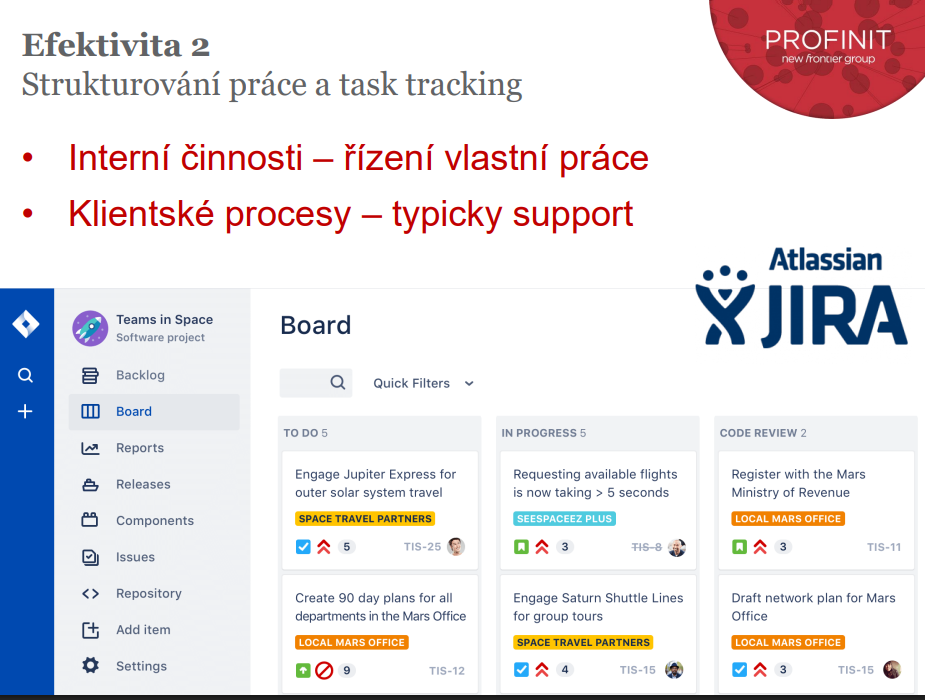 Efektivita 2
Strukturování práce a task tracking
PROFINIT
new frontier group
• Interní činnosti – řízení vlastní práce
• Klientské procesy – typicky support
Atlassian
JIRA
Teams in Space
Software project
Backlog
Board
Reports
Releases
Components
Issues
Repository
Add item
Settings
Board
Quick Filters
TO DO 5
Engage Jupiter Express for
outer solar system travel
SPACE TRAVEL PARTNERS
5 TIS-25
Create 90 day plans for all
departments in the Mars Office
LOCAL MARS OFFICE
9 TIS-12
IN PROGRESS 5
Requesting available flights
is now taking > 5 seconds
SEESPACEEZ PLUS
3 TIS-8
Engage Saturn Shuttle Lines
for group tours
SPACE TRAVEL PARTNERS
4 TIS-15
CODE REVIEW 2
Register with the Mars
Ministry of Revenue
LOCAL MARS OFFICE
3 TIS-11
Draft network plan for Mars
Office
LOCAL MARS OFFICE
3 TIS-15